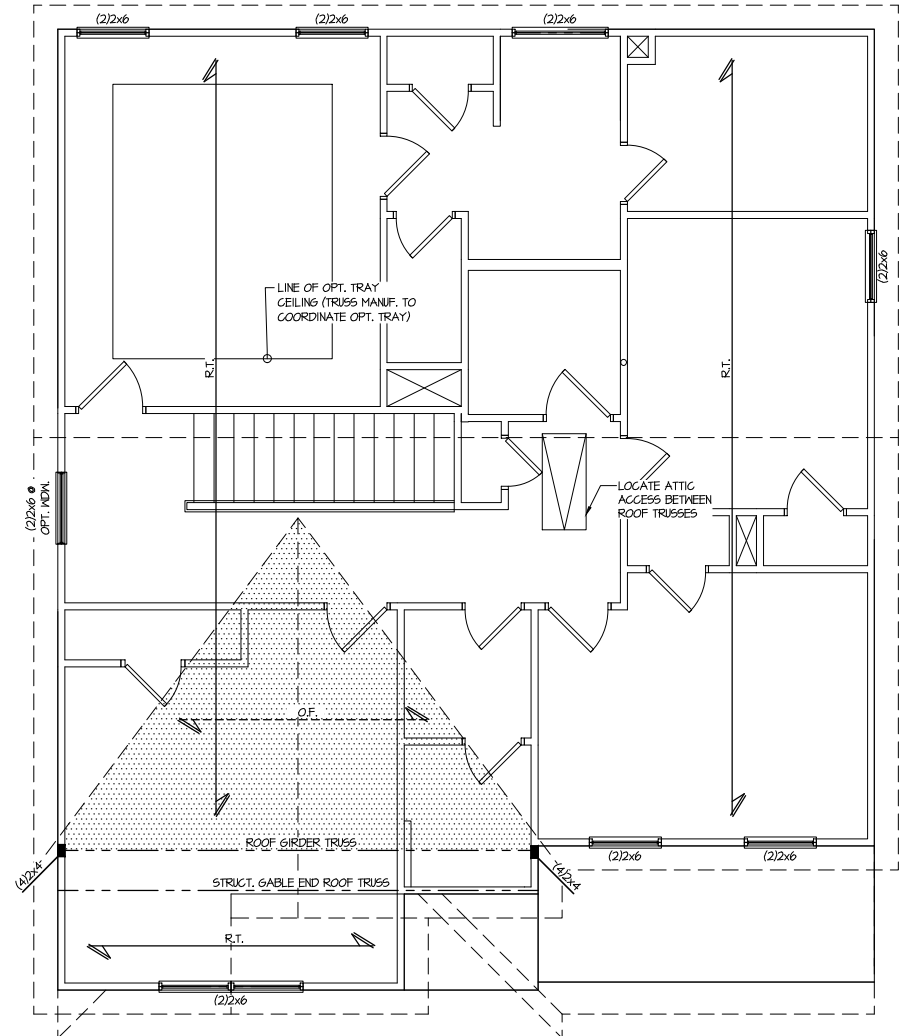 (2)2x6
(2)2x6
(2)2x6
(2)2x6
LINE OF OPT. TRAY
CEILING (TRUSS MANUF. TO
COORDINATE OPT. TRAY)
R.T.
R.T.
(2)2x6 @
OPT. WDW.
LOCATE ATTIC
ACCESS BETWEEN
ROOF TRUSSES
O.F.
ROOF GIRDER TRUSS
(4)2x4
(4)2x4
(2)2x6
(2)2x6
STRUCT. GABLE END ROOF TRUSS
R.T.
(2)2x6